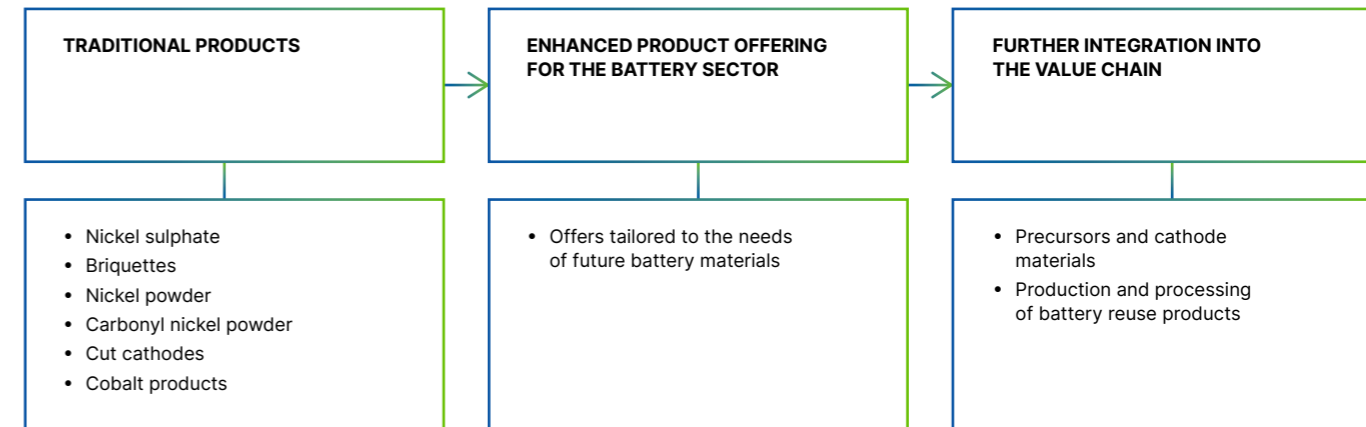 TRADITIONAL PRODUCTS
• Nickel sulphate
• Briquettes
• Nickel powder
• Carbonyl nickel powder
• Cut cathodes
• Cobalt products
ENHANCED PRODUCT OFFERING
FOR THE BATTERY SECTOR
• Offers tailored to the needs
of future battery materials
FURTHER INTEGRATION INTO
THE VALUE CHAIN
• Precursors and cathode
materials
• Production and processing
of battery reuse products